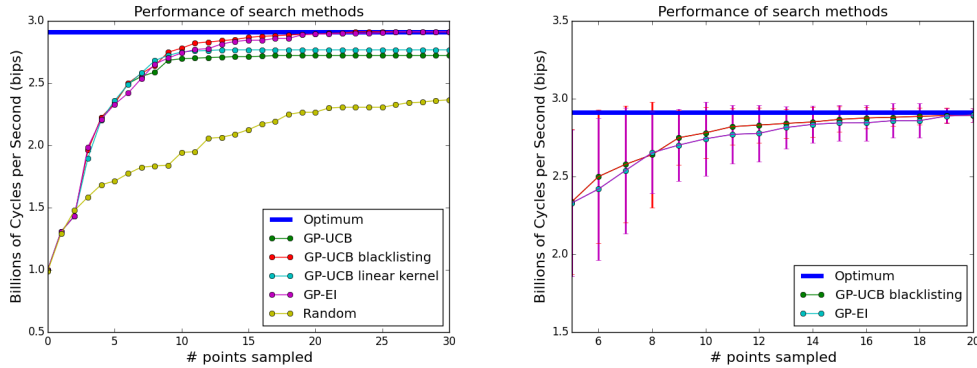 Performance of search methods
Billions of Cycles per Second (bips)
3.0
2.5
2.0
1.5
1.0
0.5
Optimum
GP-UCB
GP-UCB blacklisting
GP-UCB linear kernel
GP-EI
Random
0 5 10 15 20 25 30
# points sampled
Performance of search methods
Billions of Cycles per Second (bips)
3.5
3.0
2.5
2.0
1.5
Optimum
GP-UCB blacklisting
GP-EI
6 8 10 12 14 16 18 20
# points sampled